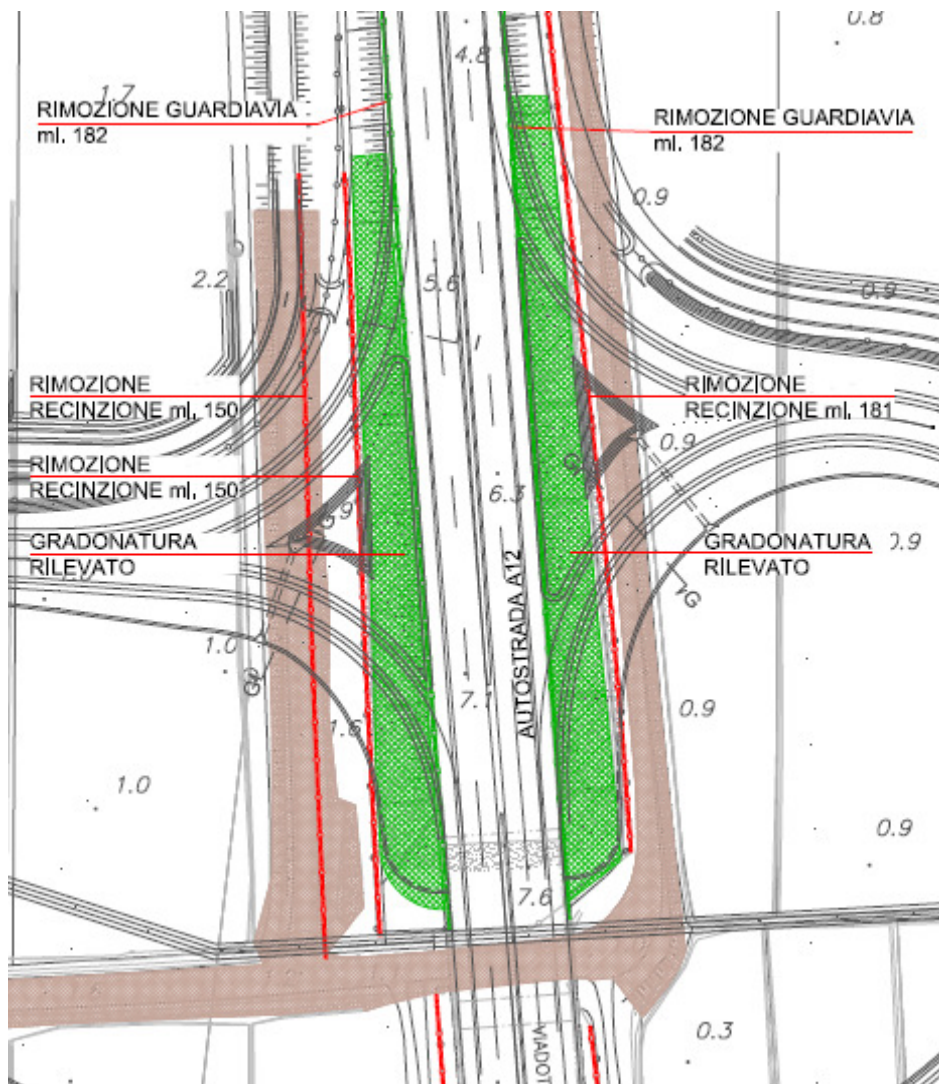 0.8
4.8
1.7
RIMOZIONE GUARDIAVIA
ml. 182
RIMOZIONE GUARDIAVIA
ml. 182
0.9
2.2
5.6
0.9
RIMOZIONE
RECINZIONE ml. 150
RIMOZIONE
RECINZIONE ml. 181
0.9
RIMOZIONE
RECINZIONE ml. 150
G
6.3
G
.9
GRADONATURA
RILEVATO
GRADONATURA
RILEVATO
0.9
G
1.0
G
AUTOSTRADA A12
7.1
0.9
1.6
1.0
0.9
7.6
0.3
VIADOT